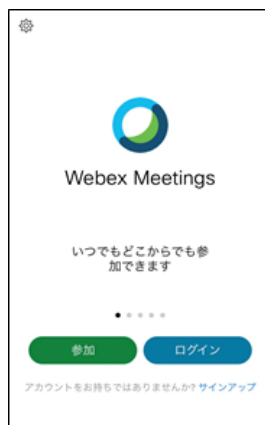 Webex Meetings
いつでもどこからでも参
加できます
参加
ログイン
アカウントをお持ちではありませんか? サインアップ